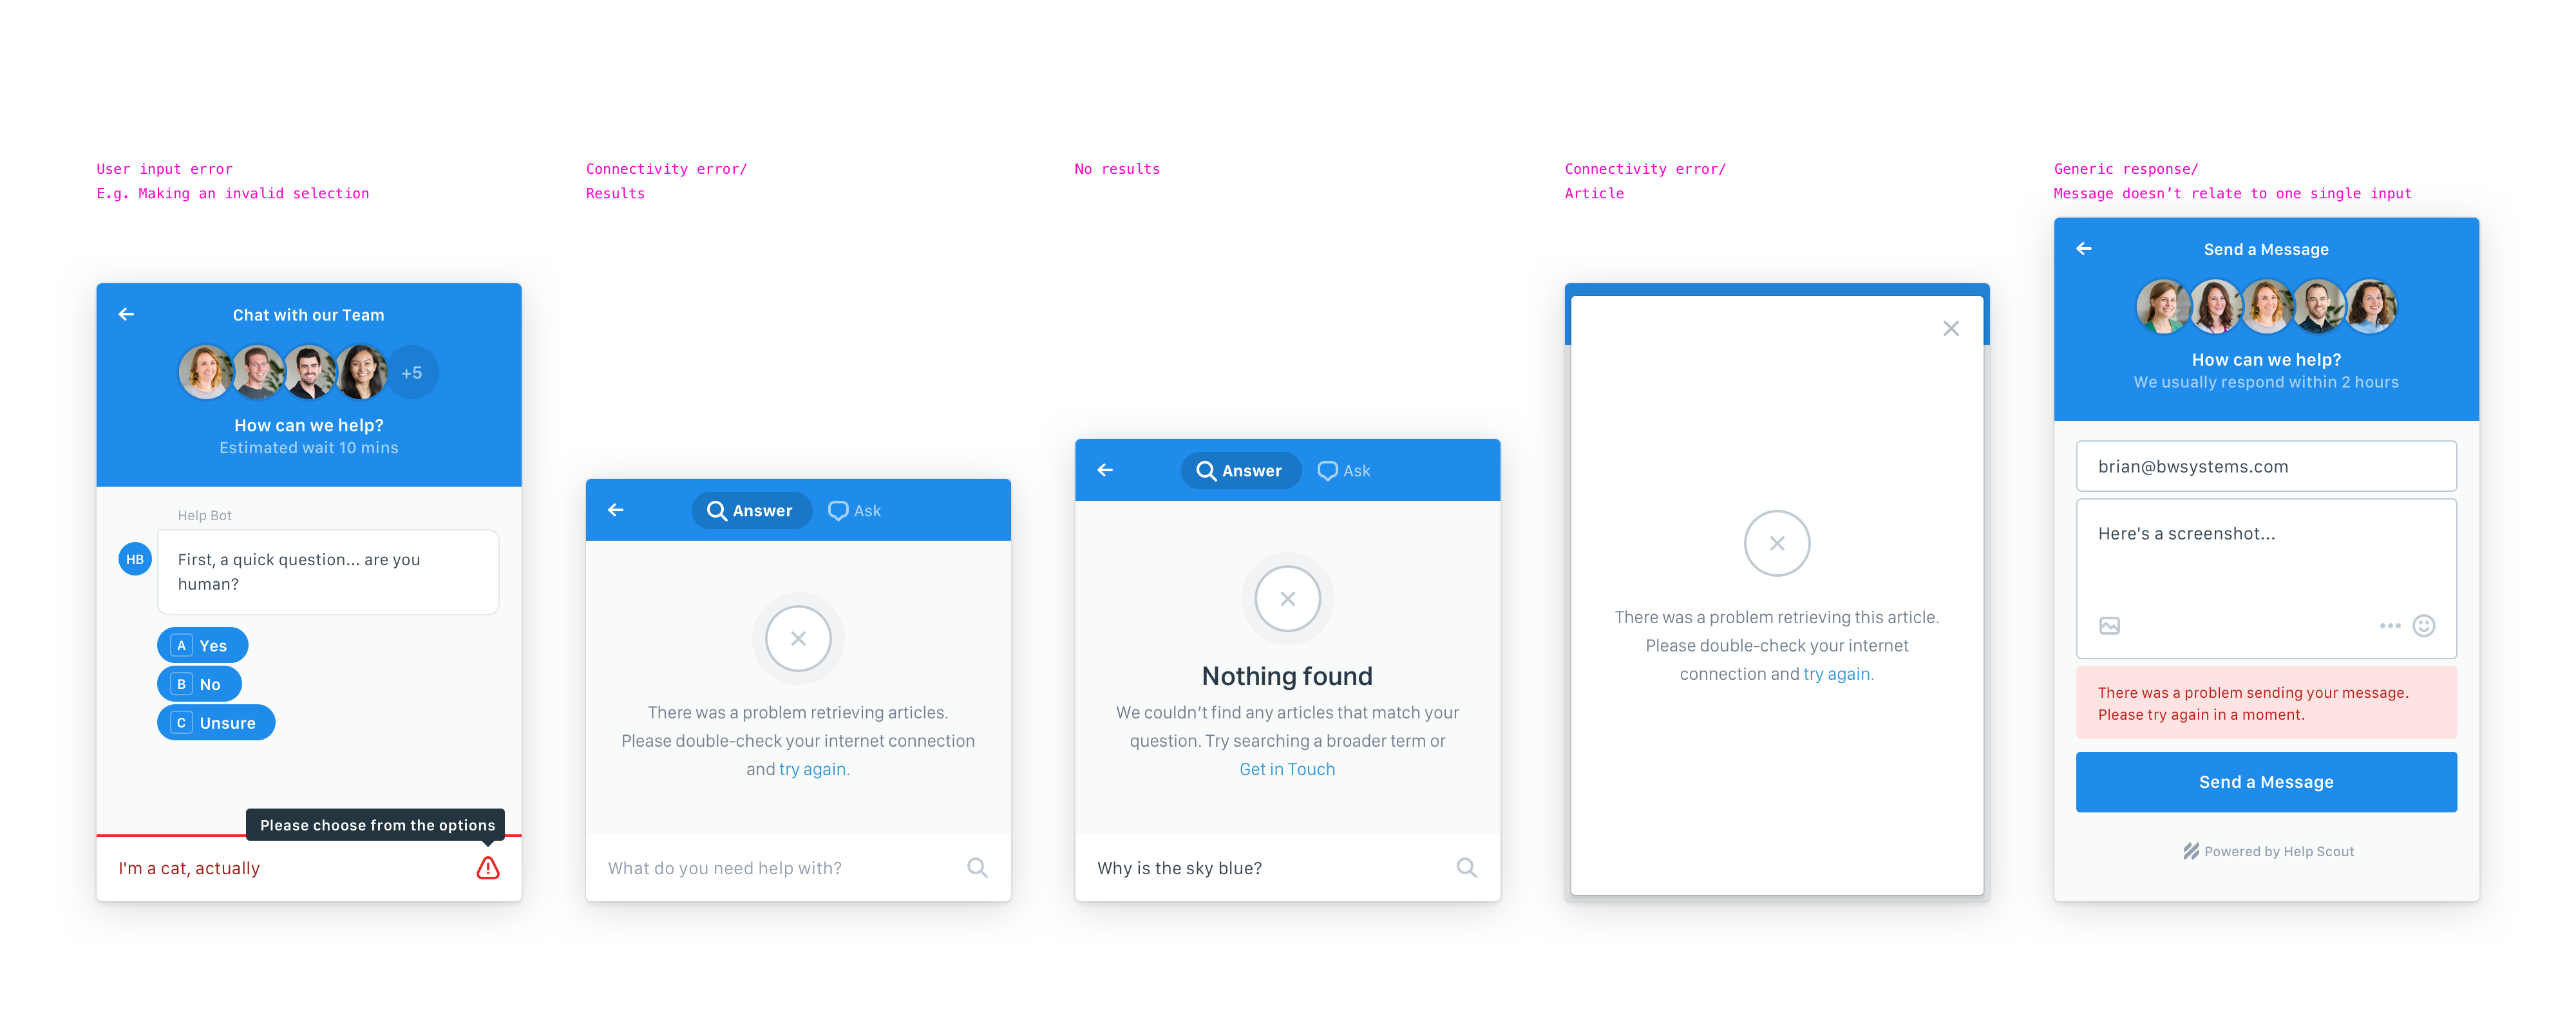 User input error
E.g. Making an invalid selection
Chat with our Team
+5
How can we help?
Estimated wait 10 mins
Help Bot
HB
First, a quick question... are you
human?
A Yes
B No
C Unsure
Please choose from the options
I'm a cat, actually
Connectivity error/
Results
Answer
Ask
There was a problem retrieving articles.
Please double-check your internet connection
and try again.
What do you need help with?
No results
Answer
Ask
Nothing found
We couldn’t find any articles that match your
question. Try searching a broader term or
Get in Touch
Why is the sky blue?
Connectivity error/
Article
There was a problem retrieving this article.
Please double-check your internet
connection and try again.
Generic response/
Message doesn’t relate to one single input
Send a Message
How can we help?
We usually respond within 2 hours
brian@bwsystems.com
Here's a screenshot...
There was a problem sending your message.
Please try again in a moment.
Send a Message
Powered by Help Scout